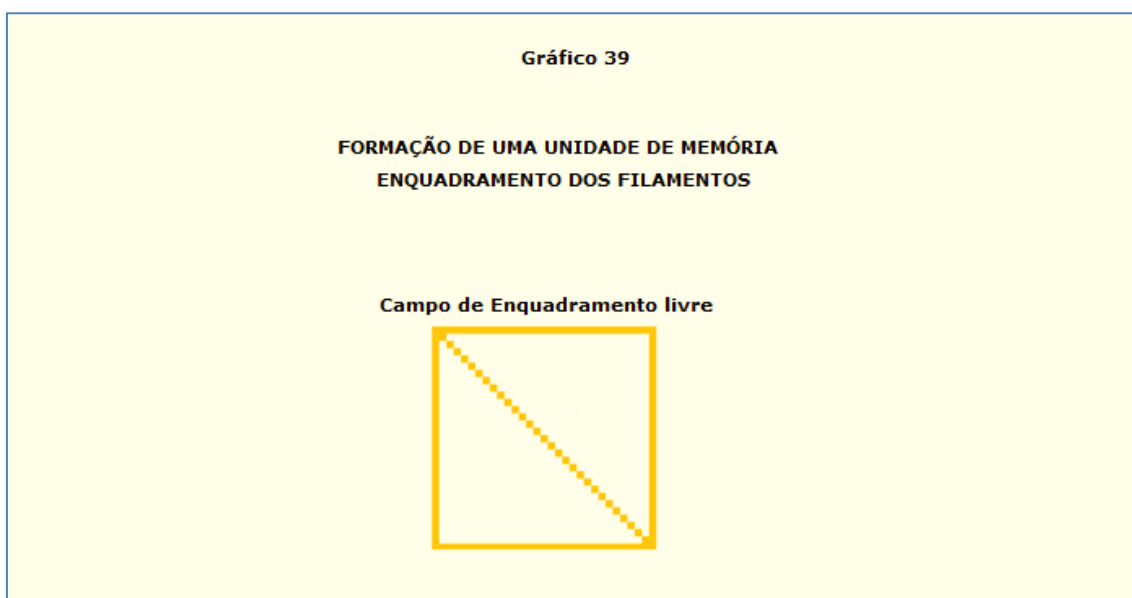 Gráfico 39
FORMAÇÃO DE UMA UNIDADE DE MEMÓRIA
ENQUADRAMENTO DOS FILAMENTOS
Campo de Enquadramento livre